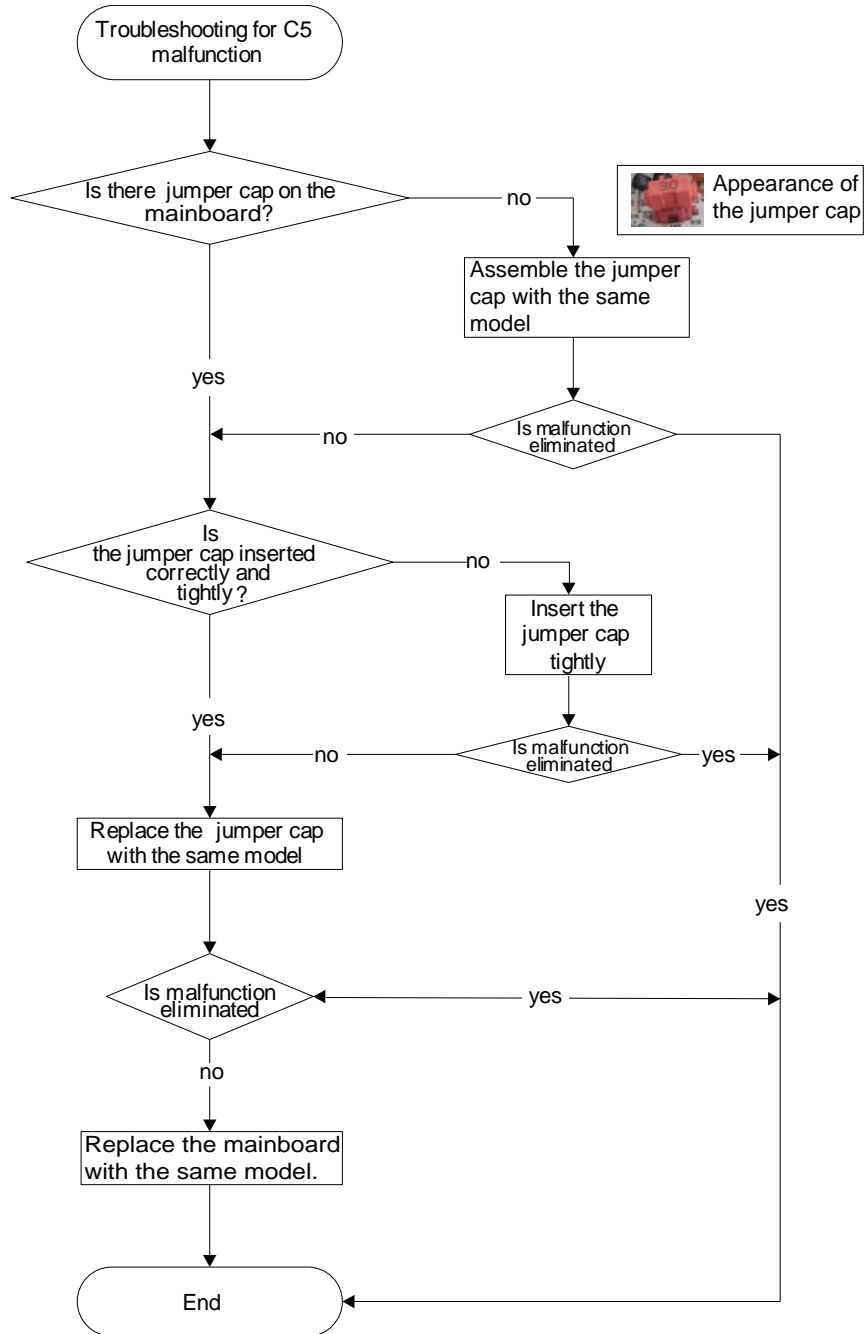 Troubleshooting for C5
malfunction
Is there jumper cap on the
mainboard?
no
Appearance of
the jumper cap
30
Assemble the jumper
cap with the same
model
yes
Is malfunction
eliminated
no
Is
the jumper cap inserted
correctly and
tightly?
no
Insert the
jumper cap
tightly
yes
Is malfunction
eliminated
no
yes
Replace the jumper cap
with the same model
yes
Is malfunction
eliminated
yes
no
Replace the mainboard
with the same model.
End